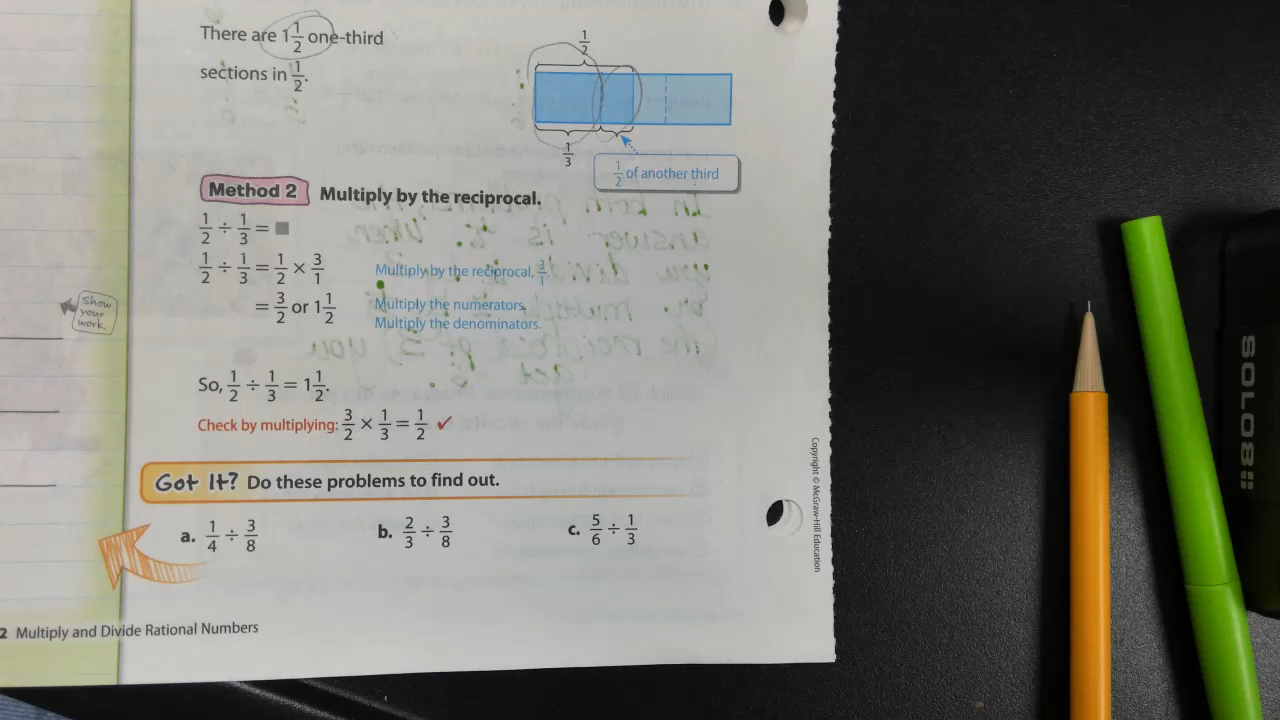 There are 1 1/2 one-third
sections in 1/2.
1/2
1/3
1/2 of another third
Method 2 Multiply by the reciprocal.
1/2 ÷ 1/3 = ■
1/2 ÷ 1/3 = 1/2 × 3/1 Multiply by the reciprocal, 3/1.
= 3/2 or 1 1/2 Multiply the numerators.
Multiply the denominators.
Show
your
work.
So, 1/2 ÷ 1/3 = 1 1/2.
Check by multiplying: 3/2 × 1/3 = 1/2 ✓
Got It? Do these problems to find out.
a. 1/4 ÷ 3/8 b. 2/3 ÷ 3/8 c. 5/6 ÷ 1/3
2 Multiply and Divide Rational Numbers
Copyright © McGraw-Hill Education
SOLO8